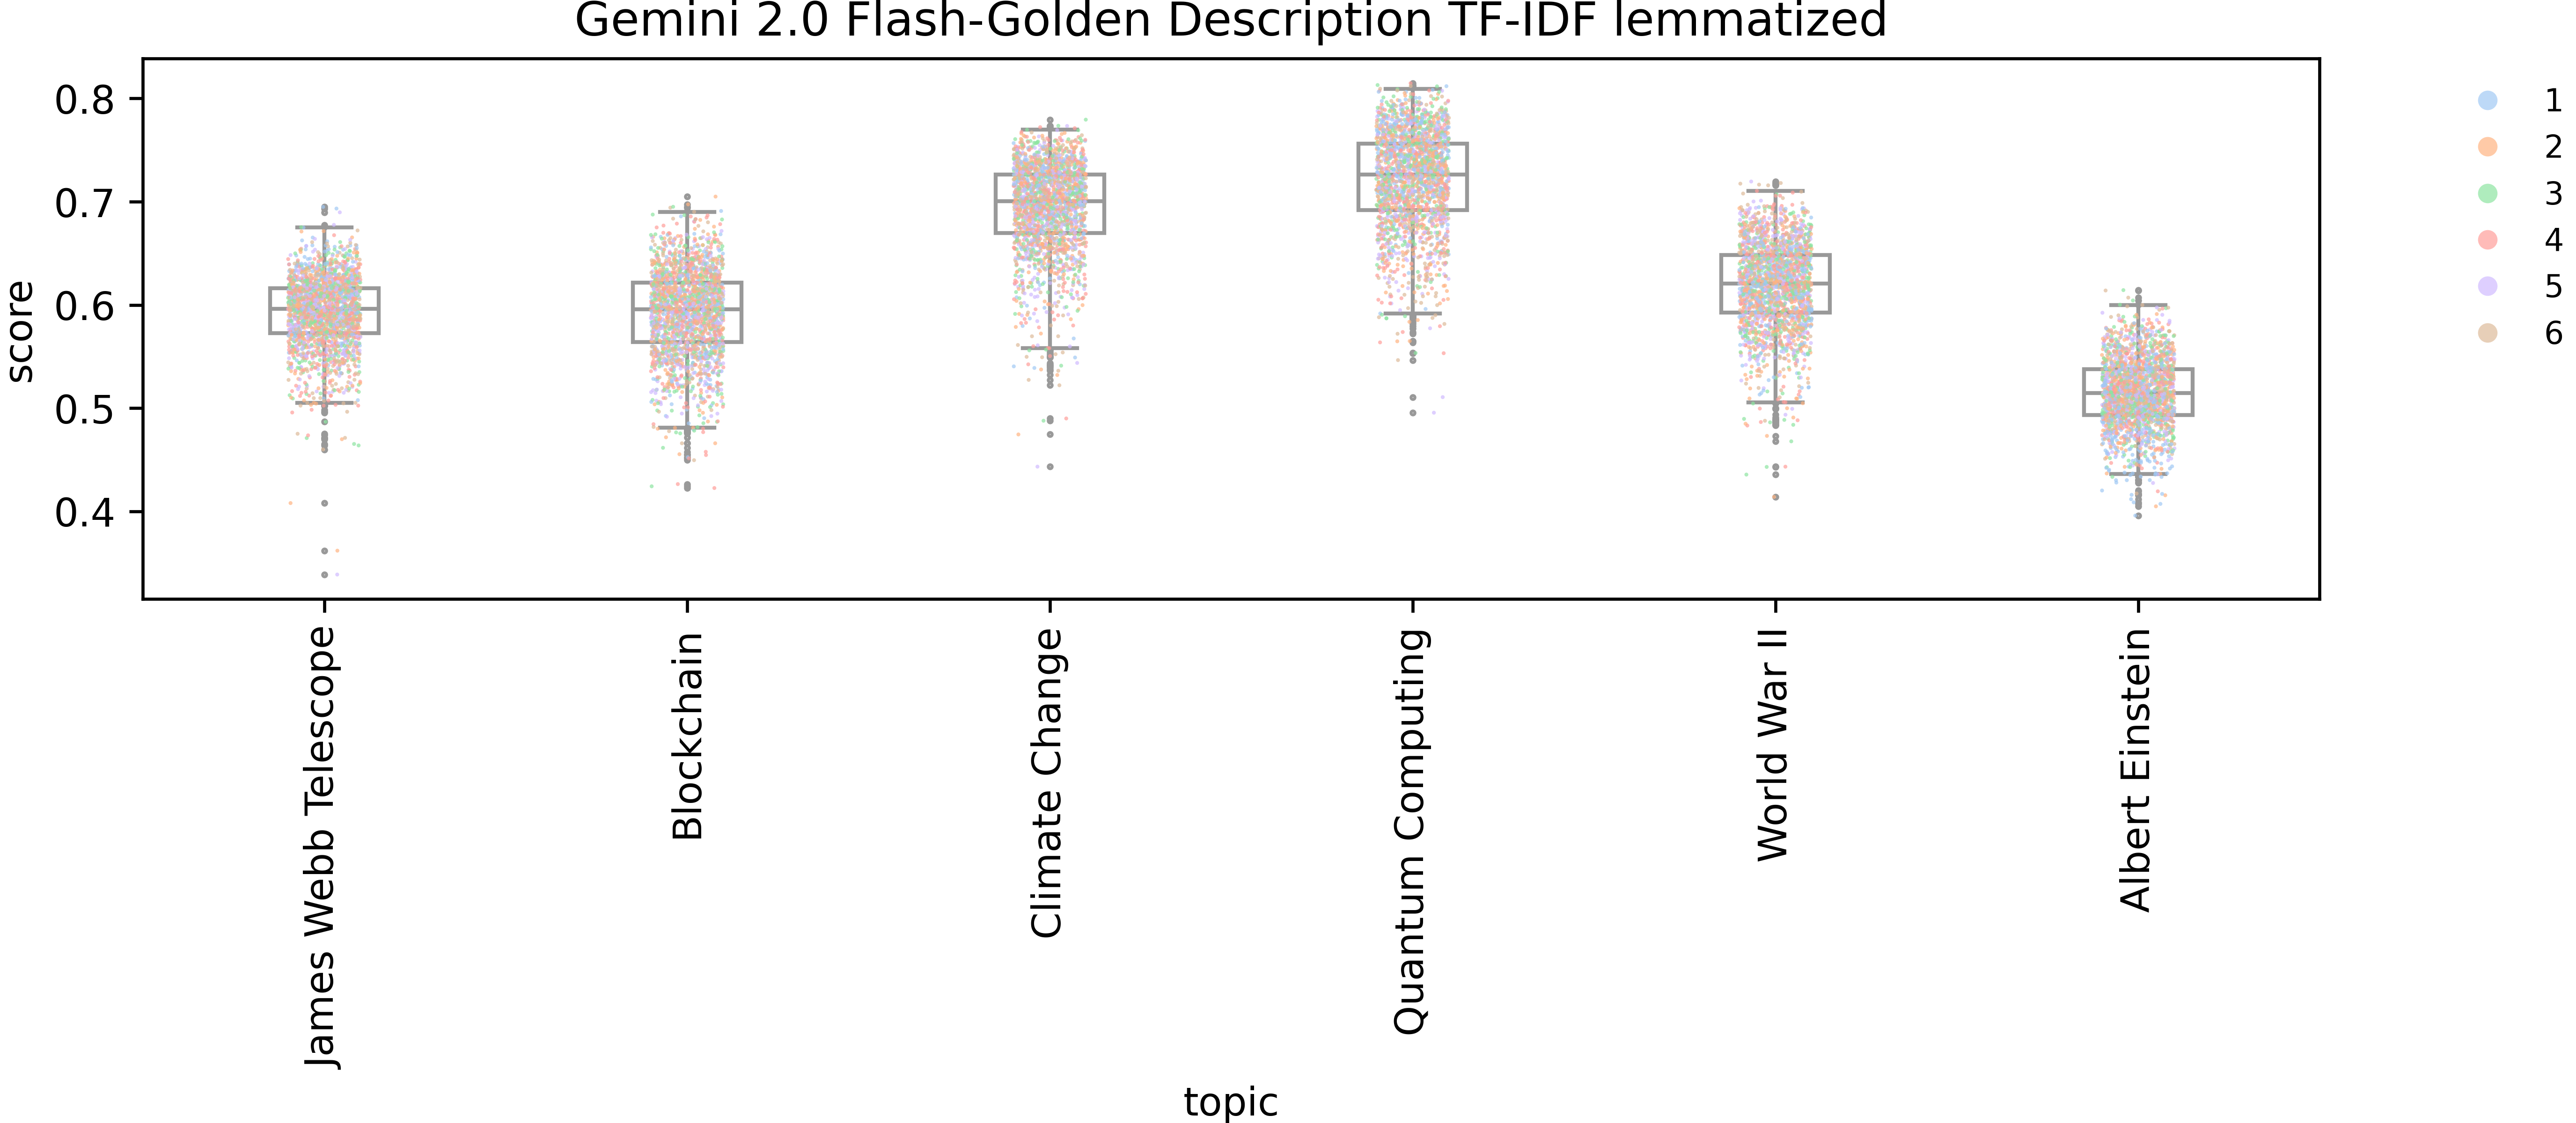 Gemini 2.0 Flash-Golden Description TF-IDF lemmatized
score
0.8
0.7
0.6
0.5
0.4
1
2
3
4
5
6
James Webb Telescope
Blockchain
Climate Change
Quantum Computing
World War II
Albert Einstein
topic